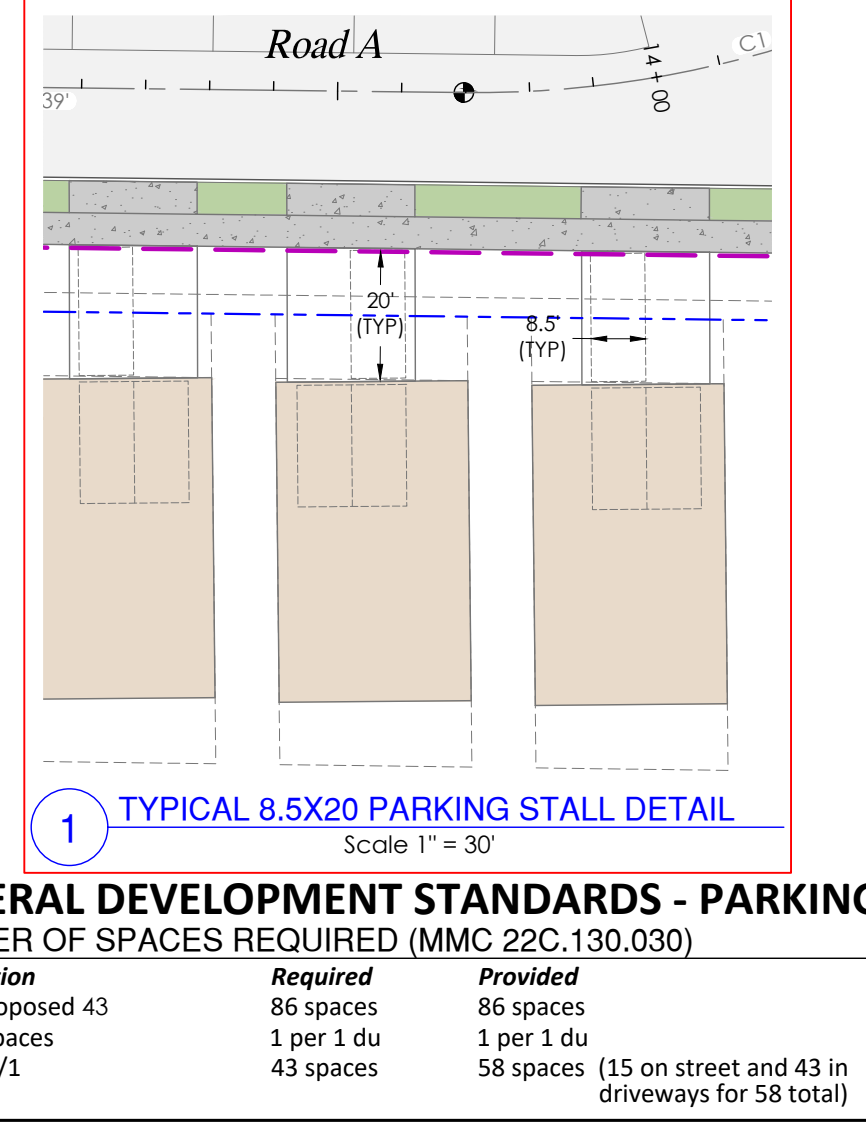 Road A
C1
14+00
39'
20'
(TYP)
8.5'
(TYP)
1
TYPICAL 8.5X20 PARKING STALL DETAIL
Scale 1" = 30'
ERAL DEVELOPMENT STANDARDS - PARKING
ER OF SPACES REQUIRED (MMC 22C.130.030)
tion Required Provided
oposed 43 86 spaces 86 spaces
paces 1 per 1 du 1 per 1 du
/1 43 spaces 58 spaces (15 on street and 43 in
driveways for 58 total)